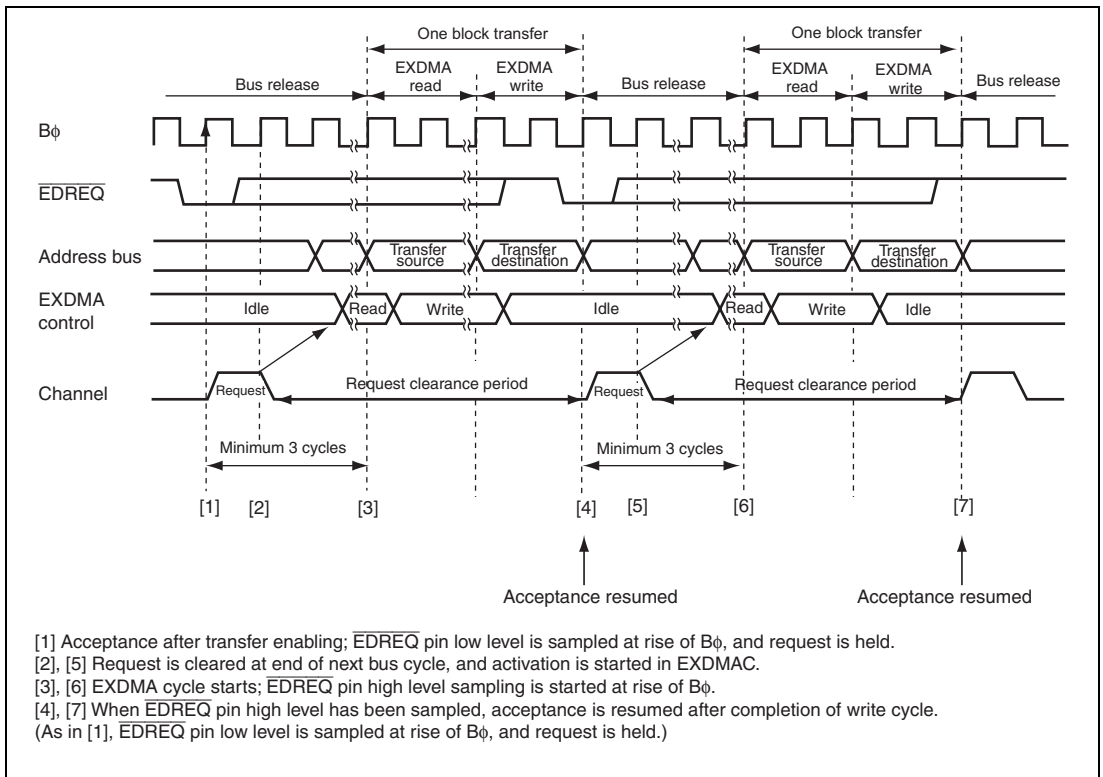 One block transfer
One block transfer
Bus release
EXDMA read
EXDMA write
Bus release
EXDMA read
EXDMA write
Bus release
Bφ
EDREQ
Address bus
Transfer source
Transfer destination
Transfer source
Transfer destination
EXDMA control
Idle
Read
Write
Idle
Read
Write
Idle
Channel
Request
Request clearance period
Request
Request clearance period
Minimum 3 cycles
Minimum 3 cycles
[1]
[2]
[3]
[4]
[5]
[6]
[7]
Acceptance resumed
Acceptance resumed
[1] Acceptance after transfer enabling; EDREQ pin low level is sampled at rise of Bφ, and request is held.
[2], [5] Request is cleared at end of next bus cycle, and activation is started in EXDMAC.
[3], [6] EXDMA cycle starts; EDREQ pin high level sampling is started at rise of Bφ.
[4], [7] When EDREQ pin high level has been sampled, acceptance is resumed after completion of write cycle.
(As in [1], EDREQ pin low level is sampled at rise of Bφ, and request is held.)